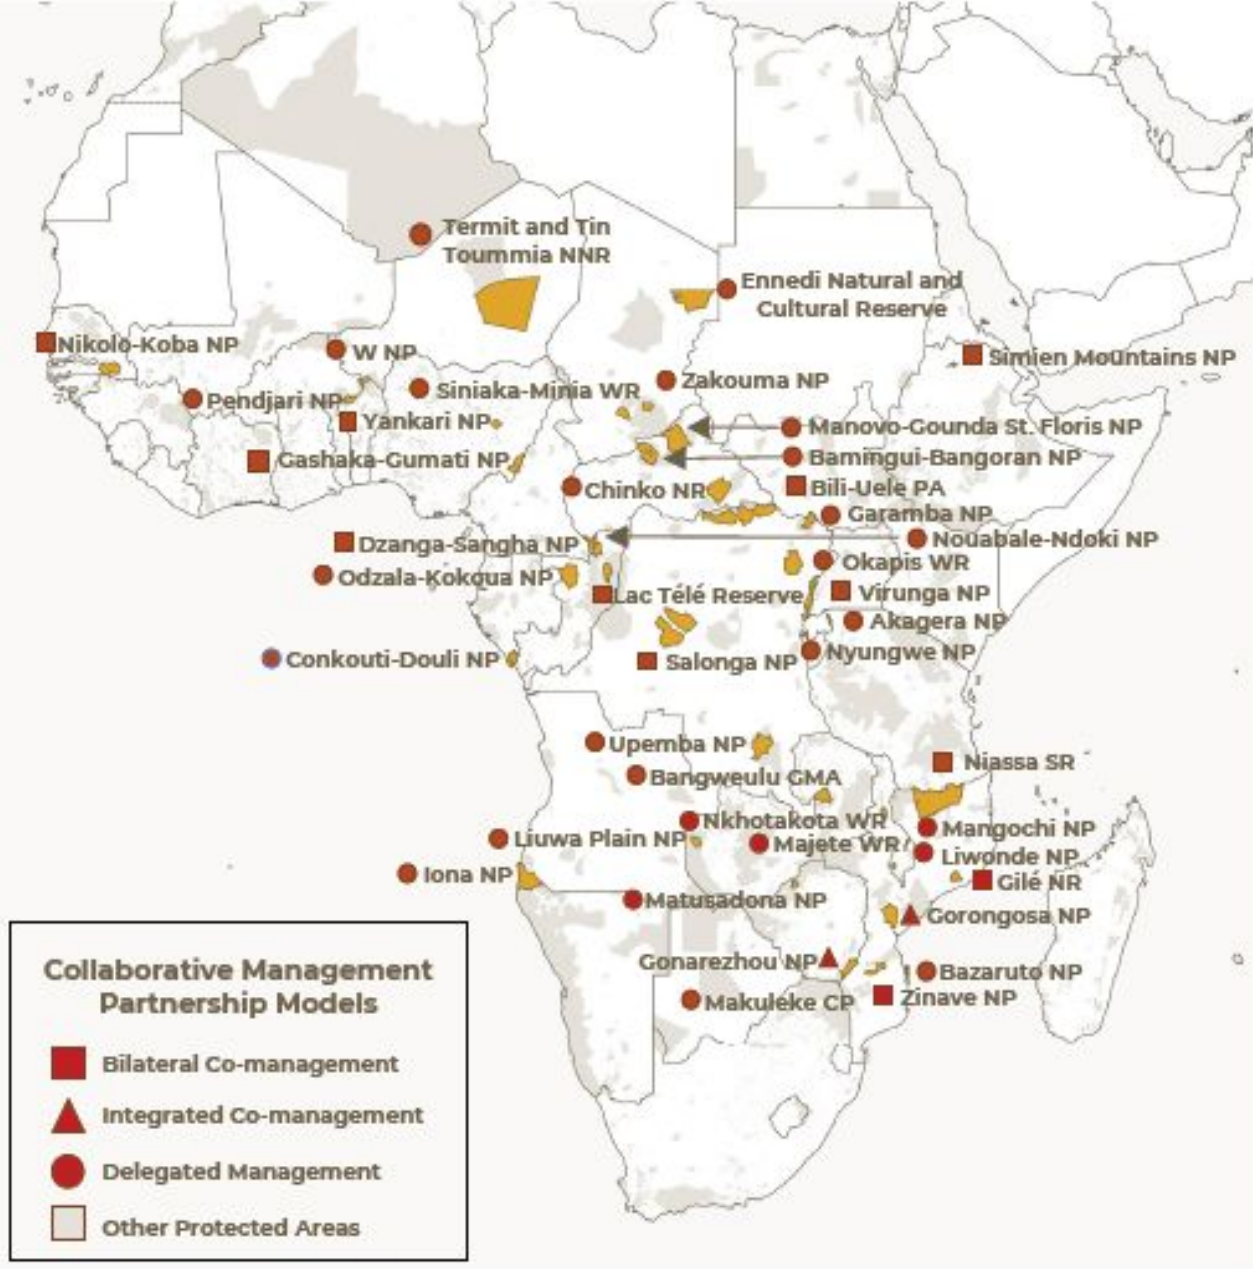 Termit and Tin
Toummia NNR
Ennedi Natural and
Cultural Reserve
Nikolo-Koba NP
W NP
Simien Mountains NP
Zakouma NP
Siniaka-Minia WR
Pendjari NP
Yankari NP
Manovo-Gounda St. Floris NP
Bamingui-Bangoran NP
Gashaka-Gumati NP
Chinko NR
Bili-Uele PA
Garamba NP
Nouabale-Ndoki NP
Dzanga-Sangha NP
Okapis WR
Odzala-Kokoua NP
Lac Télé Reserve
Virunga NP
Akagera NP
Nyungwe NP
Conkouti-Douli NP
Salonga NP
Upemba NP
Niassa SR
Bangweulu GMA
Nkhotakota WR
Mangochi NP
Liuwa Plain NP
Majete WR
Liwonde NP
Iona NP
Gilé NR
Matusadona NP
Gorongosa NP
Gonarezhou NP
Bazaruto NP
Makuleke CP
Zinave NP
Collaborative Management
Partnership Models
Bilateral Co-management
Integrated Co-management
Delegated Management
Other Protected Areas